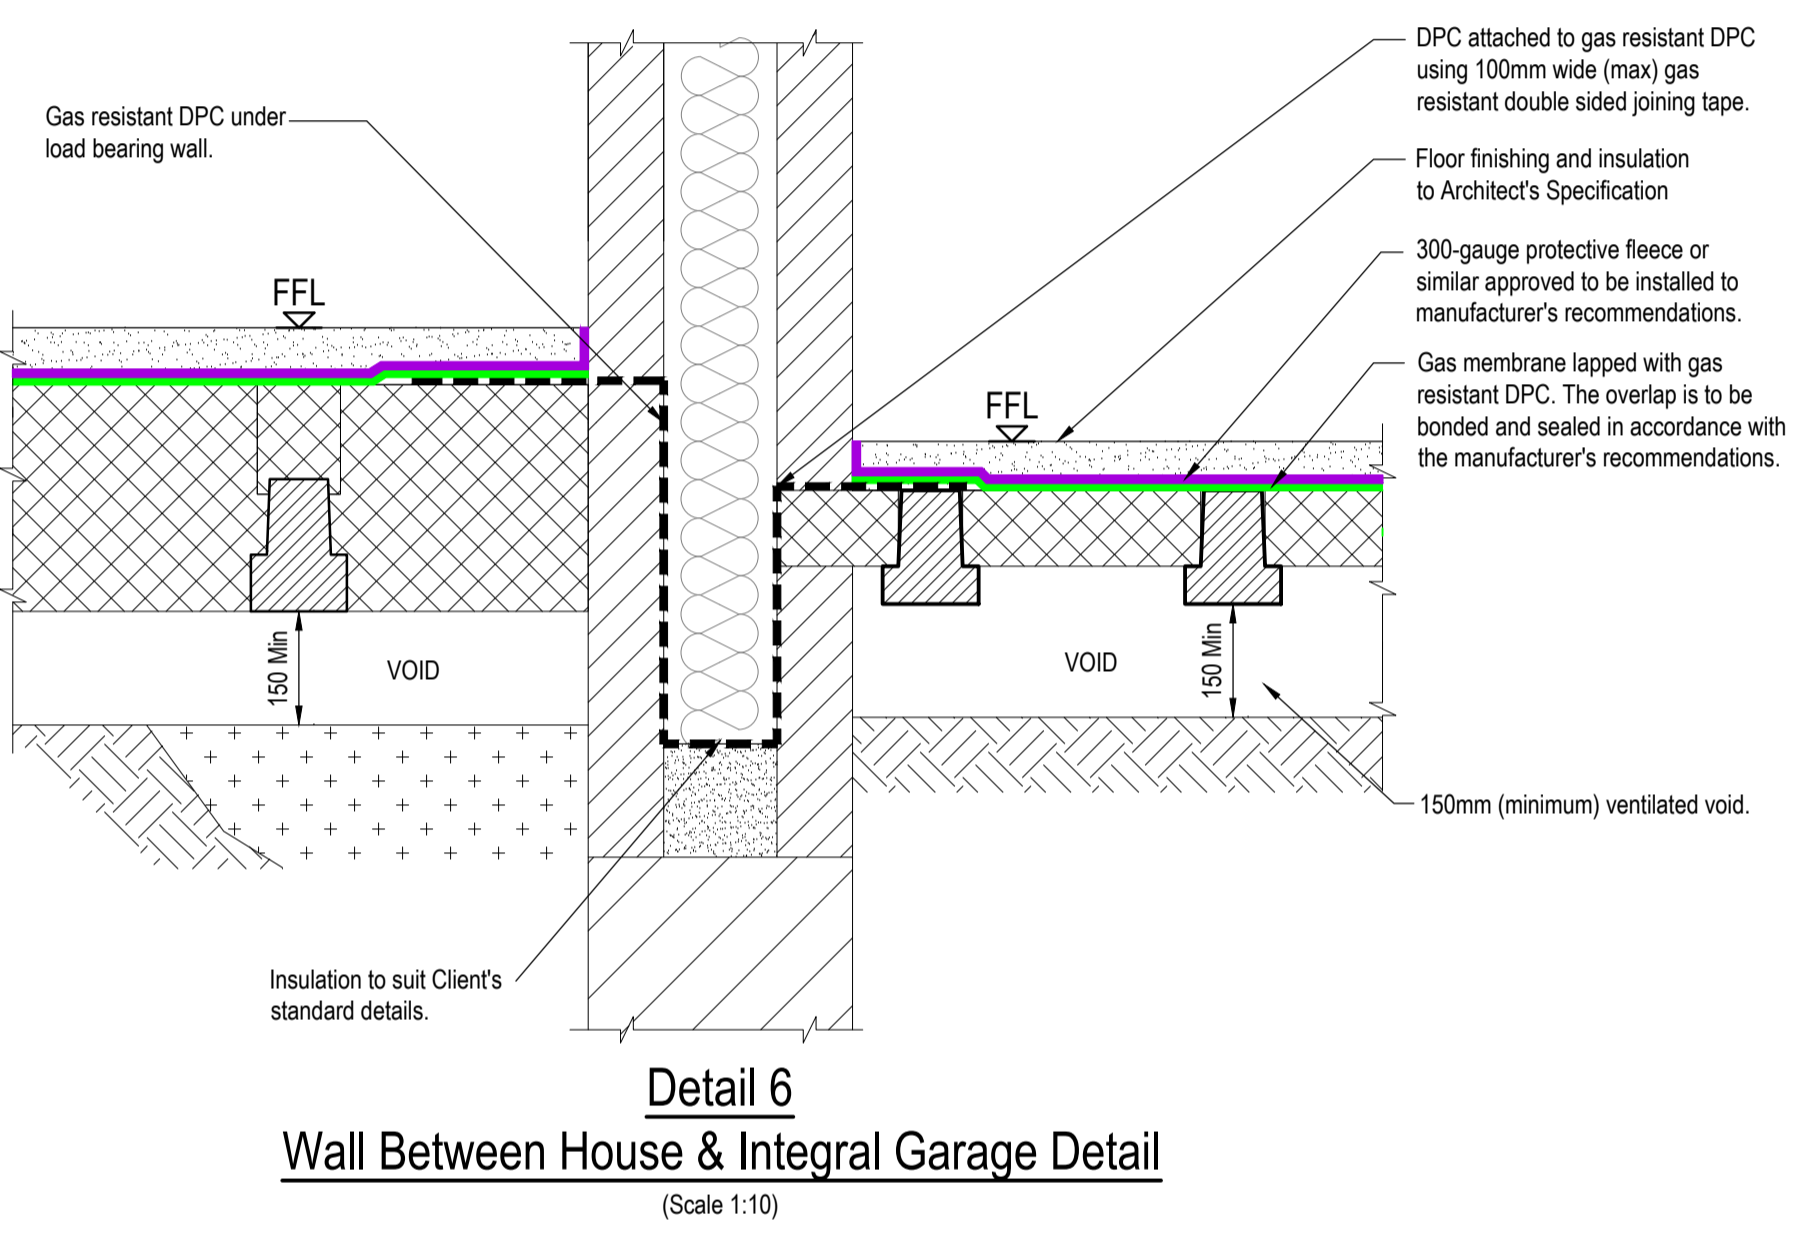 DPC attached to gas resistant DPC
using 100mm wide (max) gas
resistant double sided joining tape.
Gas resistant DPC under
load bearing wall.
Floor finishing and insulation
to Architect's Specification
300-gauge protective fleece or
similar approved to be installed to
manufacturer's recommendations.
FFL
Gas membrane lapped with gas
resistant DPC. The overlap is to be
bonded and sealed in accordance with
the manufacturer's recommendations.
FFL
150 Min
VOID
VOID
150 Min
150mm (minimum) ventilated void.
Insulation to suit Client's
standard details.
Detail 6
Wall Between House & Integral Garage Detail
(Scale 1:10)